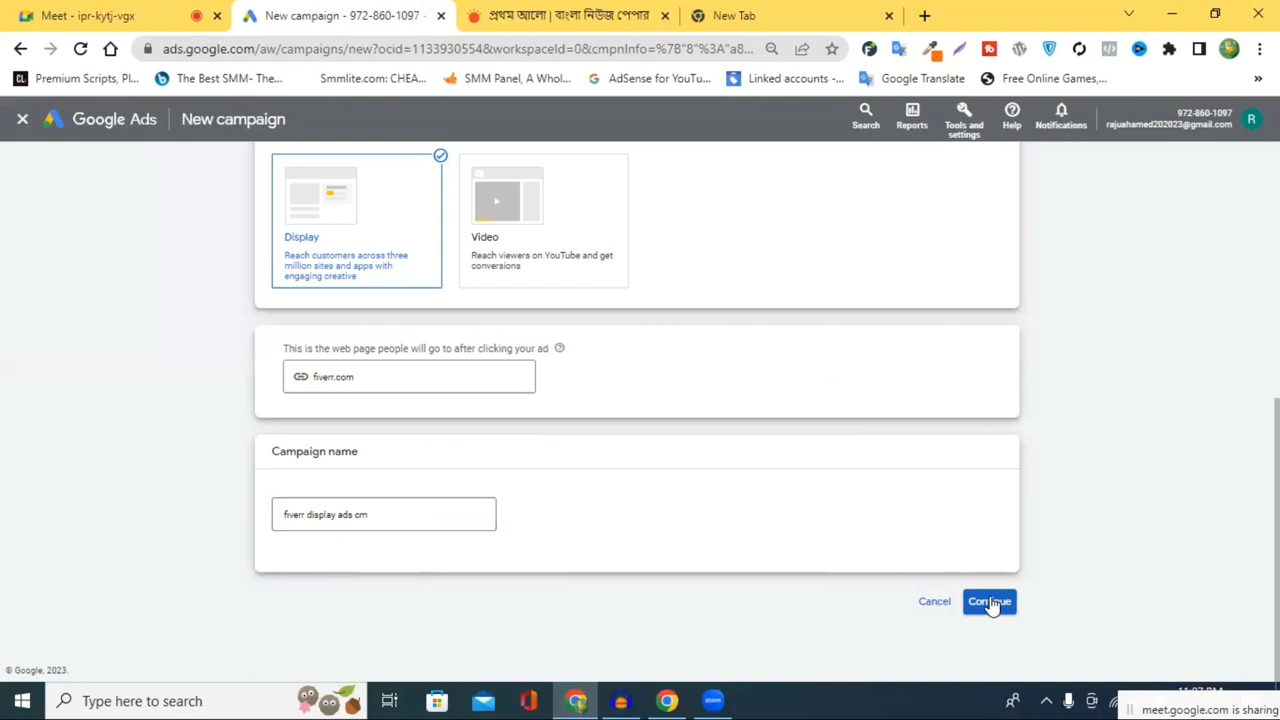 Meet - ipr-kytj-vgx
New campaign - 972-860-1097 -
প্রথম আলো | বাংলা নিউজ পেপার
New Tab
ads.google.com/aw/campaigns/new?ocid=11339305548&workspaceId=0&cmpnInfo=%7B"8"%3A"a8...
Premium Scripts, Pl...
The Best SMM- The...
Smmlite.com: CHEA...
SMM Panel, A Whol...
AdSense for YouTu...
Linked accounts -...
Google Translate
Free Online Games,...
»
Google Ads
New campaign
Search
Reports
Tools and settings
Help
Notifications
972-860-1097
rajuahamed202023@gmail.com
R
Display
Reach customers across three
million sites and apps with
engaging creative
Video
Reach viewers on YouTube and get
conversions
This is the web page people will go to after clicking your ad
fiverr.com
Campaign name
fiverr display ads cm
Cancel
Continue
© Google, 2023.
Type here to search
zoom
meet.google.com is sharing